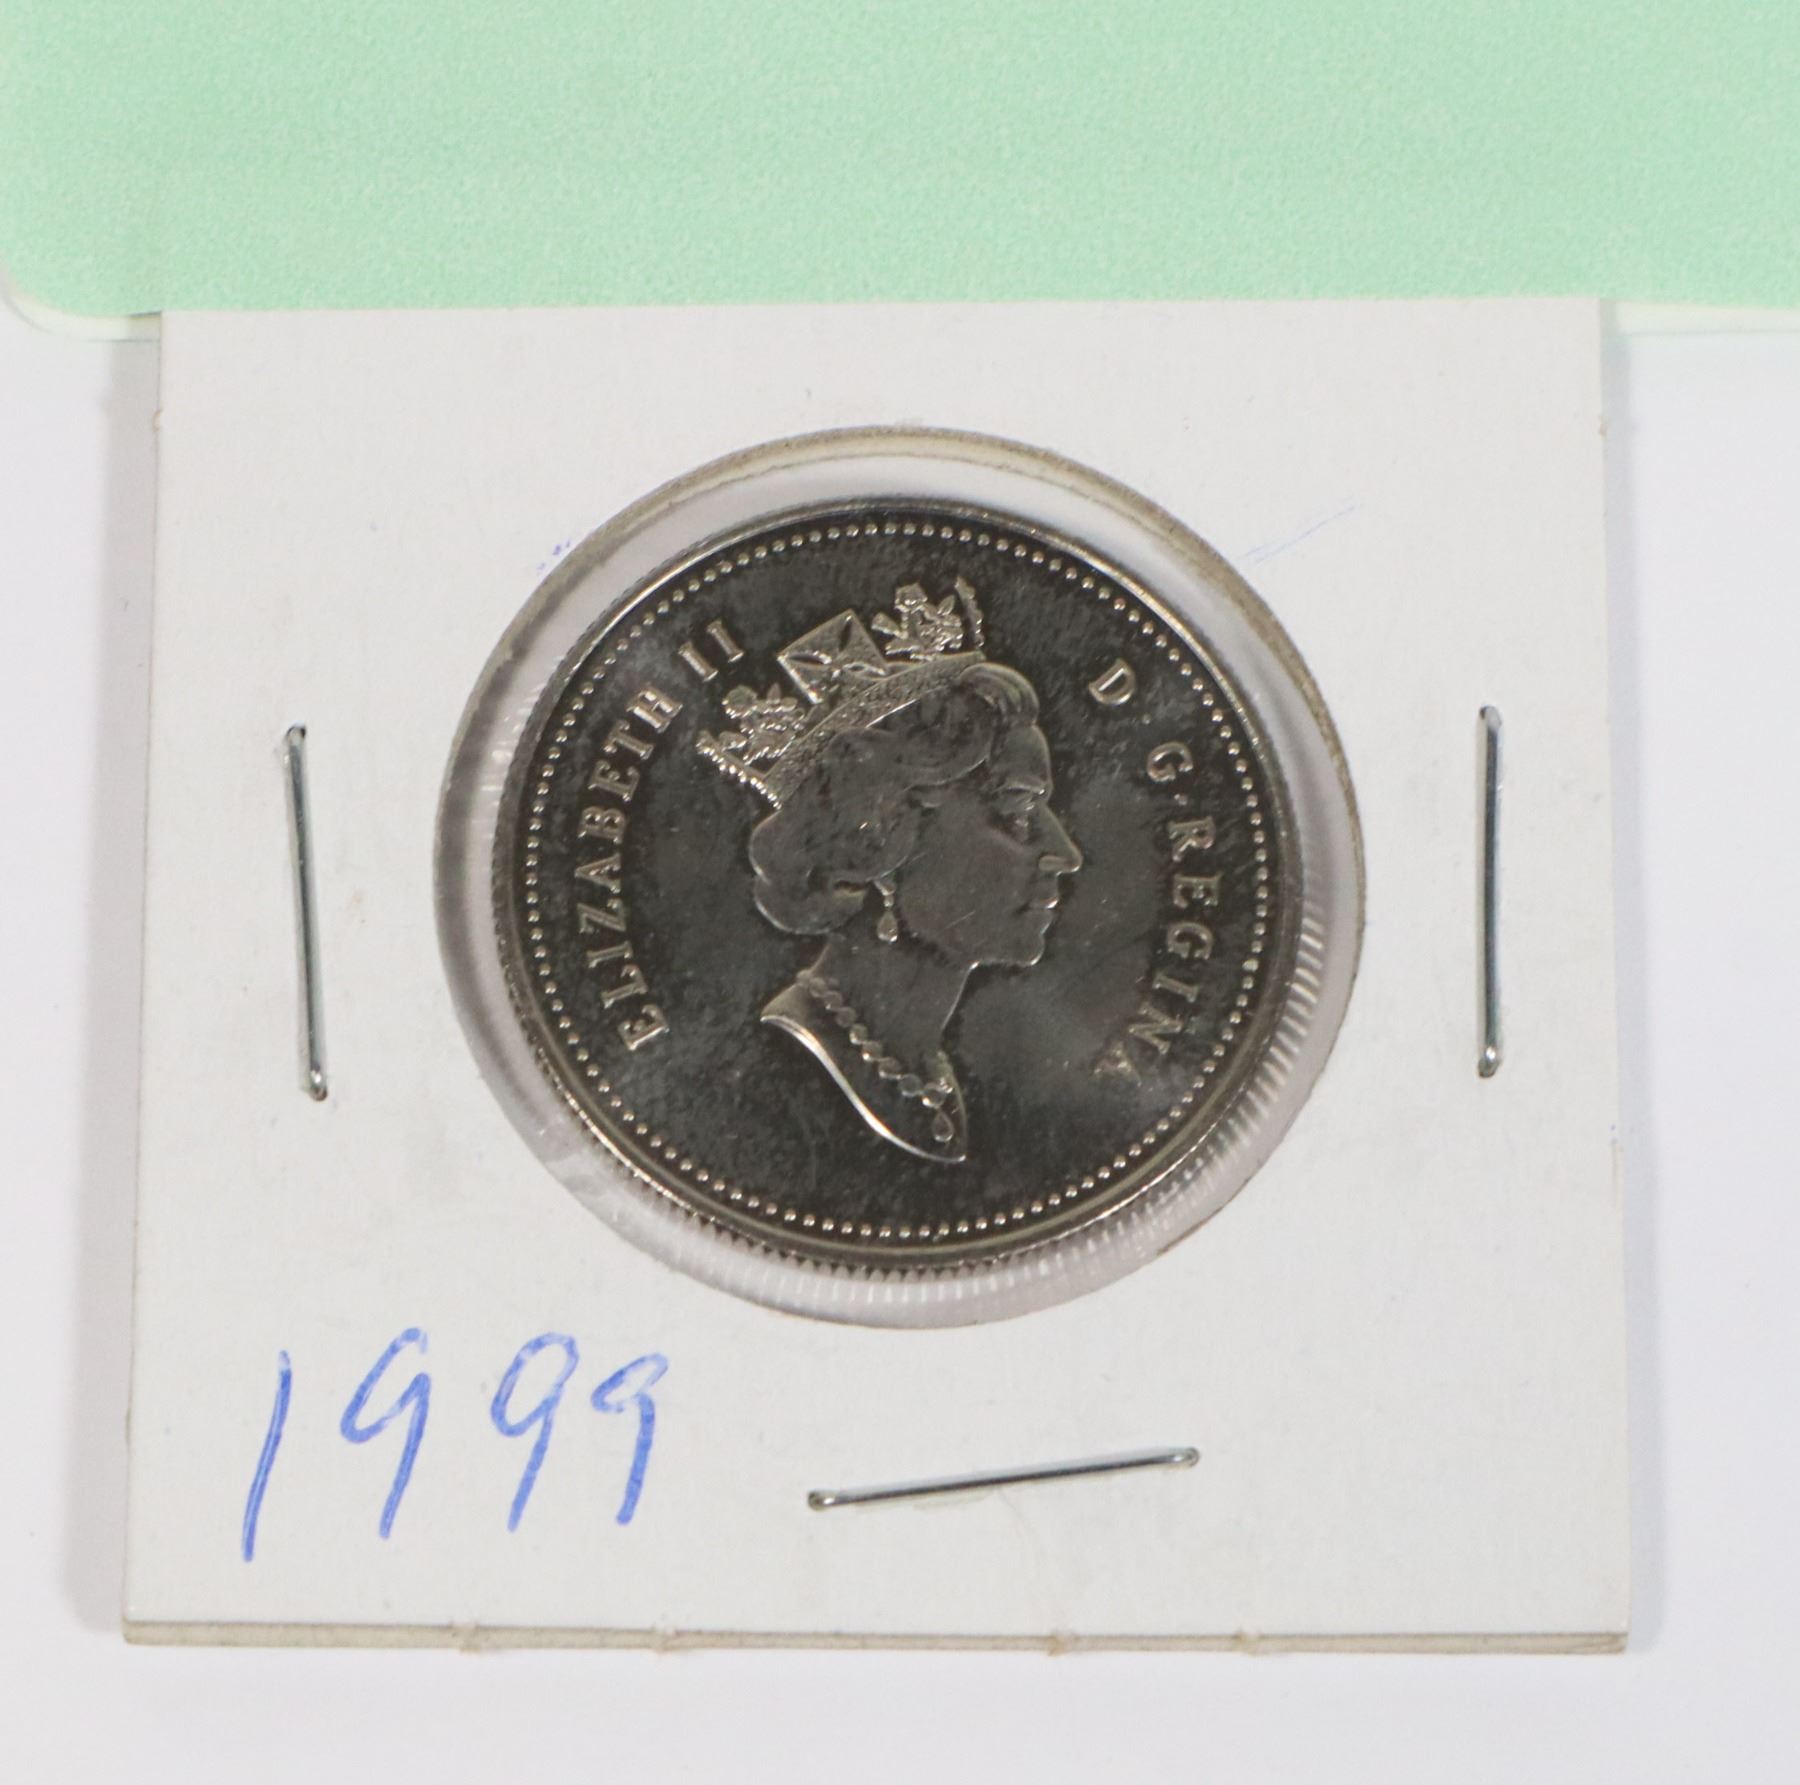 ELIZABETH II
D. G. REGINA
1999